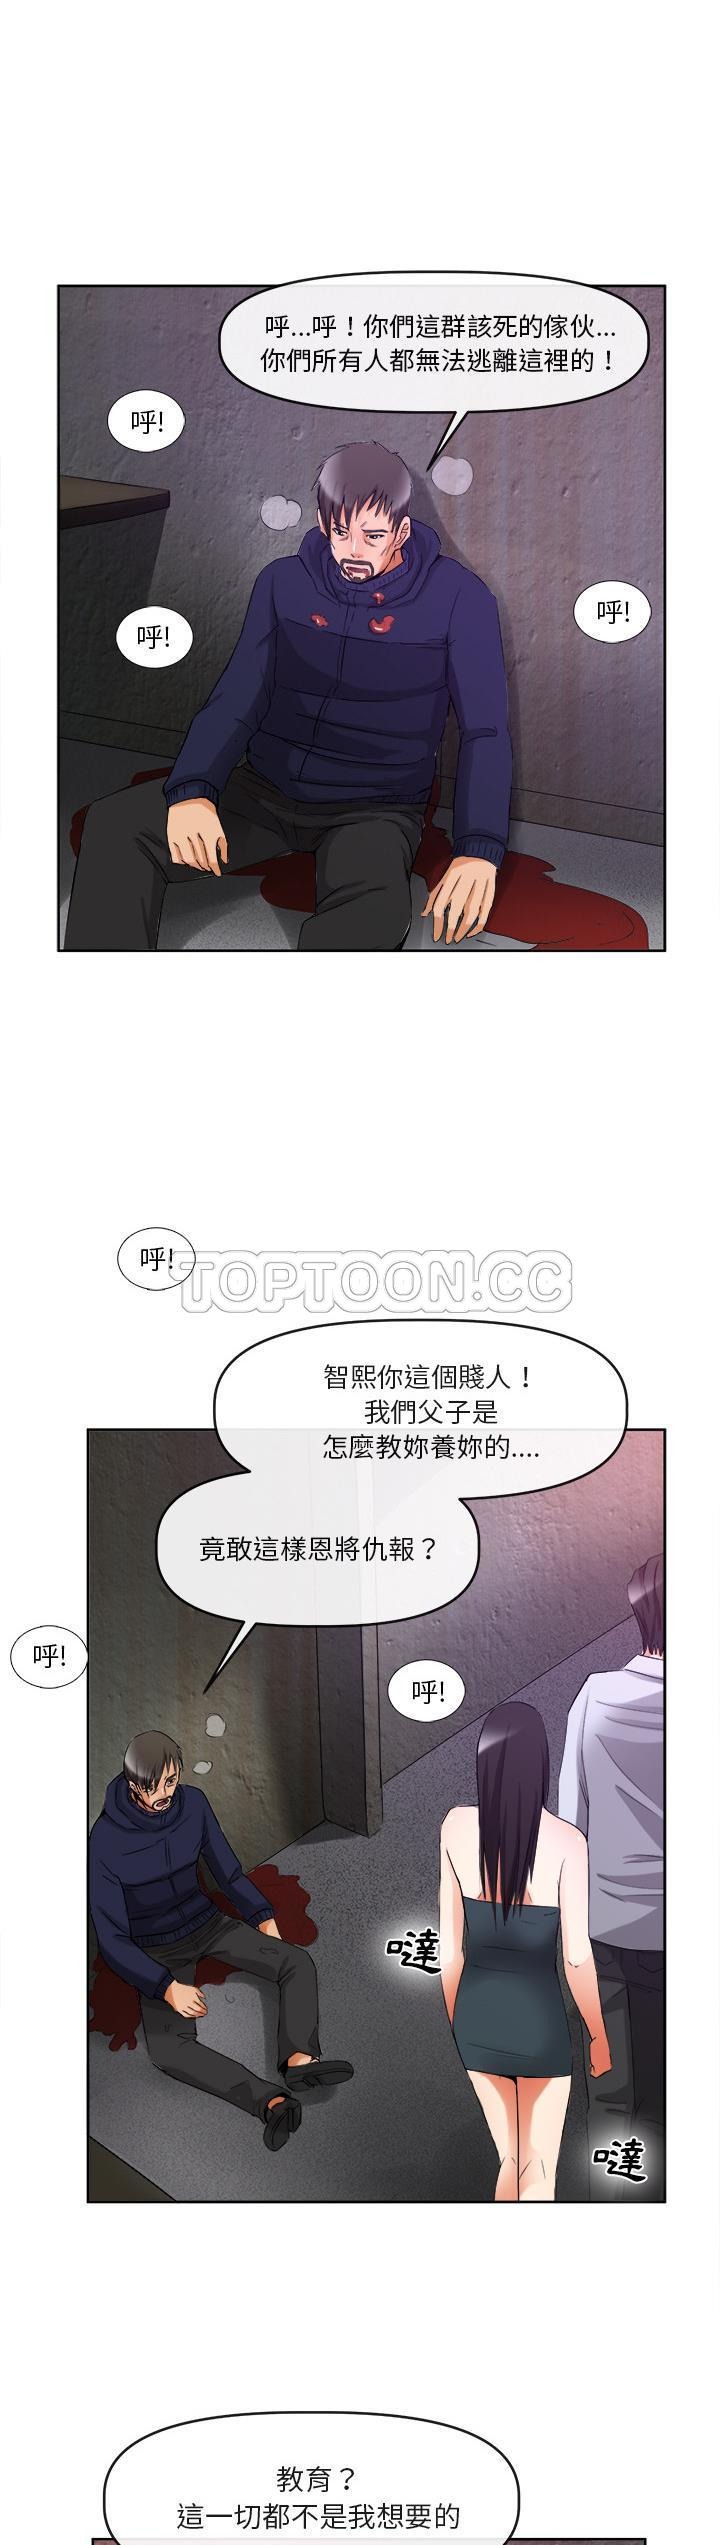 呼...呼！你們這群該死的傢伙...
你們所有人都無法逃離這裡的！
呼!
呼!
呼!
呼!
TOPTOON.CC
智熙你這個賤人！
我們父子是
怎麼教妳養妳的....
竟敢這樣恩將仇報？
呼!
呼!
噠
噠
教育？
這一切都不是我想要的